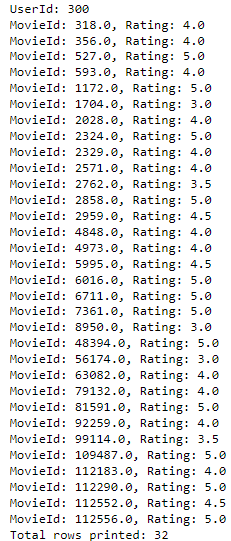 UserId: 300
MovieId: 318.0, Rating: 4.0
MovieId: 356.0, Rating: 4.0
MovieId: 527.0, Rating: 5.0
MovieId: 593.0, Rating: 4.0
MovieId: 1172.0, Rating: 5.0
MovieId: 1704.0, Rating: 3.0
MovieId: 2028.0, Rating: 4.0
MovieId: 2324.0, Rating: 5.0
MovieId: 2329.0, Rating: 4.0
MovieId: 2571.0, Rating: 4.0
MovieId: 2762.0, Rating: 3.5
MovieId: 2858.0, Rating: 5.0
MovieId: 2959.0, Rating: 4.5
MovieId: 4848.0, Rating: 4.0
MovieId: 4973.0, Rating: 4.0
MovieId: 5995.0, Rating: 4.5
MovieId: 6016.0, Rating: 5.0
MovieId: 6711.0, Rating: 5.0
MovieId: 7361.0, Rating: 5.0
MovieId: 8950.0, Rating: 3.0
MovieId: 48394.0, Rating: 5.0
MovieId: 56174.0, Rating: 3.0
MovieId: 63082.0, Rating: 4.0
MovieId: 79132.0, Rating: 4.0
MovieId: 81591.0, Rating: 5.0
MovieId: 92259.0, Rating: 4.0
MovieId: 99114.0, Rating: 3.5
MovieId: 109487.0, Rating: 5.0
MovieId: 112183.0, Rating: 4.0
MovieId: 112290.0, Rating: 5.0
MovieId: 112552.0, Rating: 4.5
MovieId: 112556.0, Rating: 5.0
Total rows printed: 32